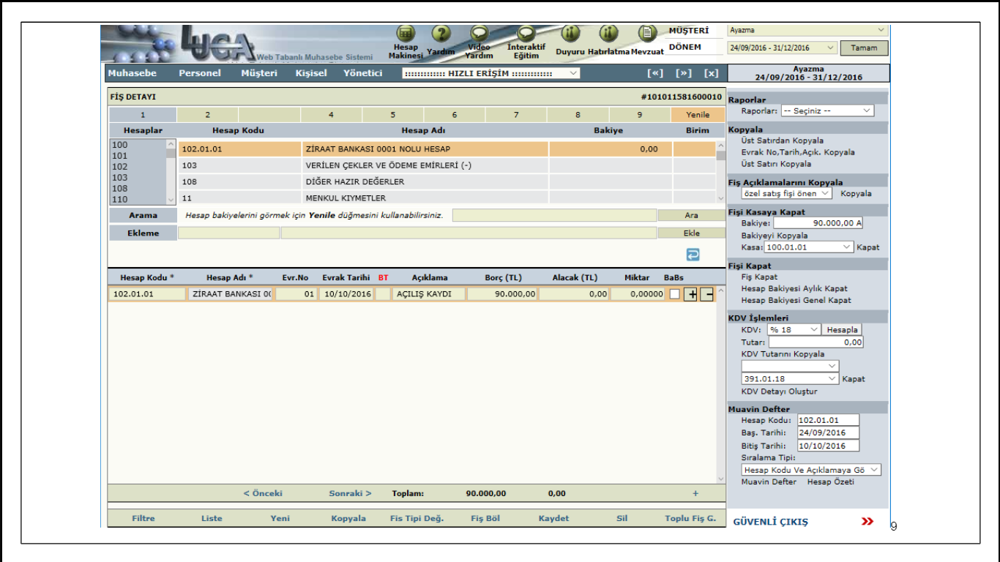 LUCA Web Tabanlı Muhasebe Sistemi
Hesap Makinesi Yardım Video Yardım İnteraktif Eğitim Duyuru Hatırlatma Mevzuat
MÜŞTERİ Ayazma
DÖNEM 24/09/2016 - 31/12/2016 Tamam
Muhasebe Personel Müşteri Kişisel Yönetici ::::::::::::: HIZLI ERİŞİM ::::::::::::: [«] [»] [x]
Ayazma
24/09/2016 - 31/12/2016
FİŞ DETAYI #101011581600010
1 2 4 5 6 7 8 9 Yenile
Hesaplar Hesap Kodu Hesap Adı Bakiye Birim
100
101
102
103
108
110
102.01.01 ZİRAAT BANKASI 0001 NOLU HESAP 0,00
103 VERİLEN ÇEKLER VE ÖDEME EMİRLERİ (-)
108 DİĞER HAZIR DEĞERLER
11 MENKUL KIYMETLER
Arama Hesap bakiyelerini görmek için Yenile düğmesini kullanabilirsiniz. Ara
Ekleme Ekle
Hesap Kodu * Hesap Adı * Evr.No Evrak Tarihi BT Açıklama Borç (TL) Alacak (TL) Miktar BaBs
102.01.01 ZİRAAT BANKASI 0( 01 10/10/2016 AÇILIŞ KAYDI 90.000,00 0,00 0,00000 + -
< Önceki Sonraki > Toplam: 90.000,00 0,00 +
Filtre Liste Yeni Kopyala Fis Tipi Değ. Fiş Böl Kaydet Sil Toplu Fiş G.
Raporlar
Raporlar: -- Seçiniz --
Kopyala
Üst Satırdan Kopyala
Evrak No,Tarih,Açık. Kopyala
Üst Satırı Kopyala
Fiş Açıklamalarını Kopyala
özel satış fişi önen Kopyala
Fişi Kasaya Kapat
Bakiye: 90.000,00 A
Bakiyeyi Kopyala
Kasa: 100.01.01 Kapat
Fişi Kapat
Fiş Kapat
Hesap Bakiyesi Aylık Kapat
Hesap Bakiyesi Genel Kapat
KDV İşlemleri
KDV: % 18 Hesapla
Tutar: 0,00
KDV Tutarını Kopyala
391.01.18 Kapat
KDV Detayı Oluştur
Muavin Defter
Hesap Kodu: 102.01.01
Baş. Tarihi: 24/09/2016
Bitiş Tarihi: 10/10/2016
Sıralama Tipi:
Hesap Kodu Ve Açıklamaya Gö
Muavin Defter Hesap Özeti
GÜVENLİ ÇIKIŞ »
9